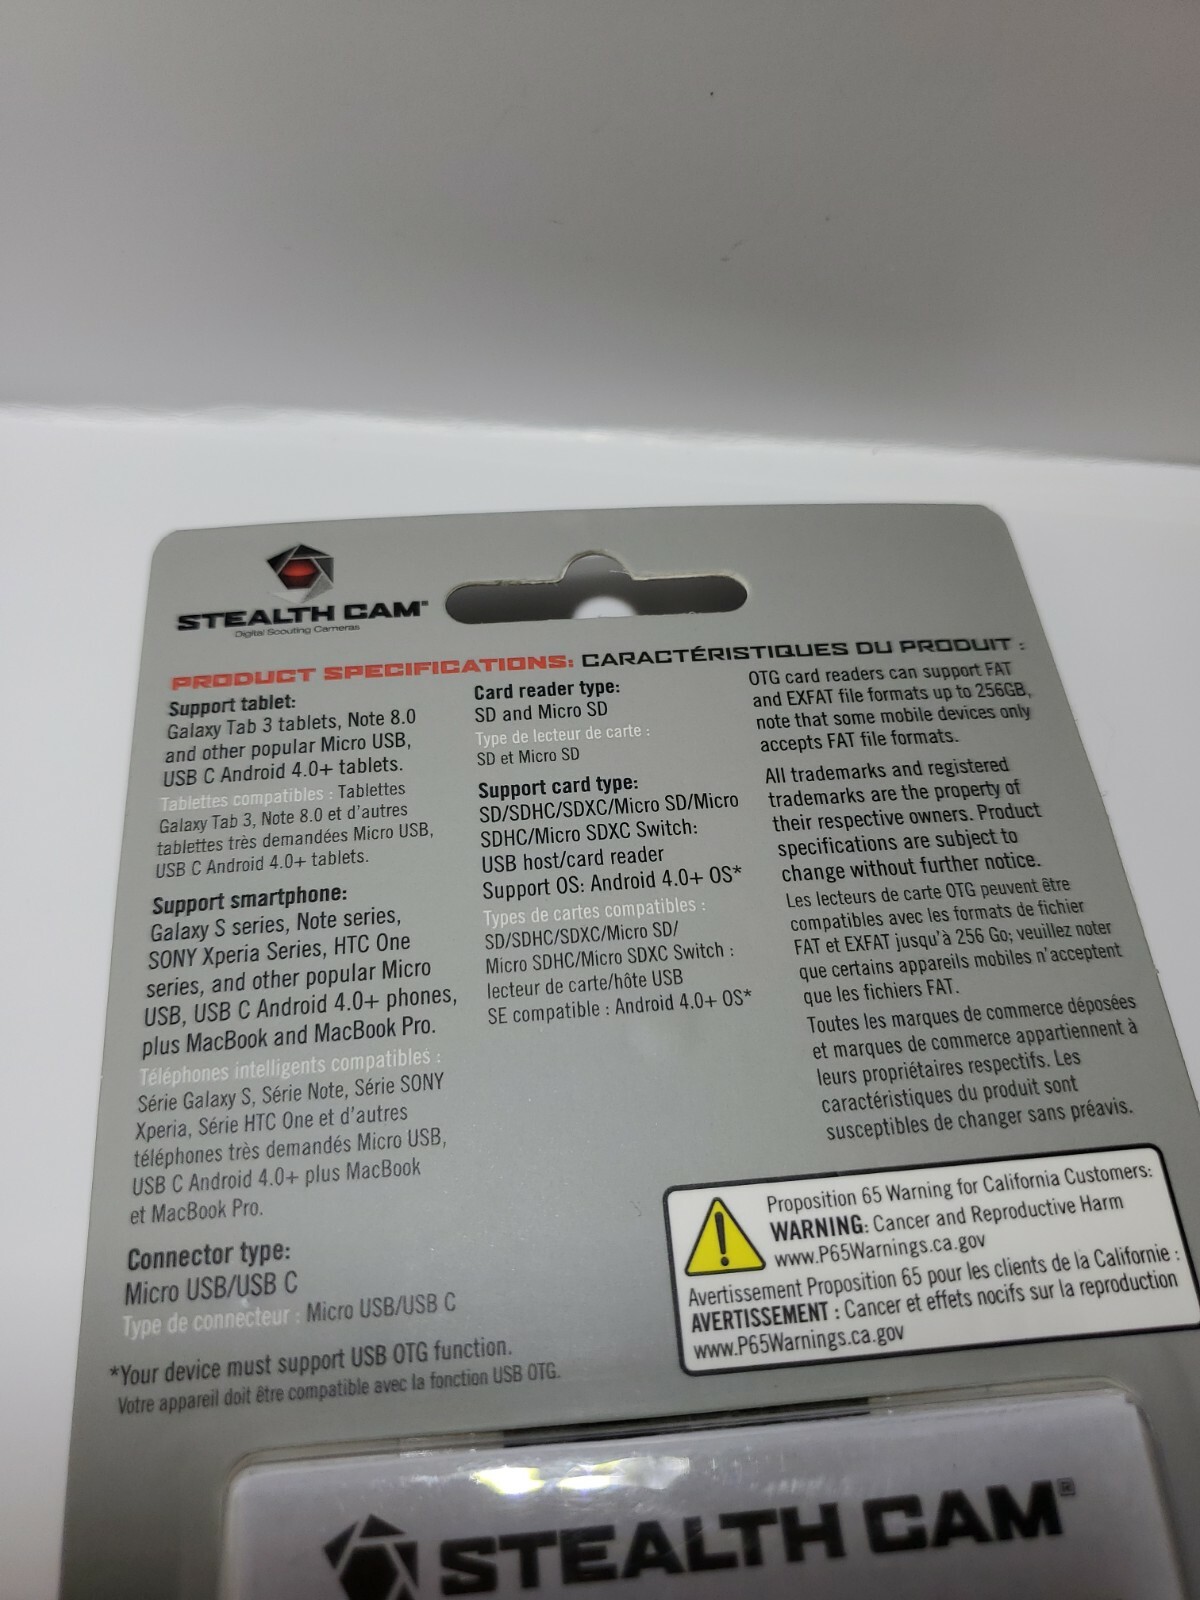 STEALTH CAM
Digital Scouting Cameras
PRODUCT SPECIFICATIONS: CARACTÉRISTIQUES DU PRODUIT :
Support tablet:
Galaxy Tab 3 tablets, Note 8.0
and other popular Micro USB,
USB C Android 4.0+ tablets.
Tablettes compatibles : Tablettes
Galaxy Tab 3, Note 8.0 et d'autres
tablettes très demandées Micro USB,
USB C Android 4.0+ tablets.
Support smartphone:
Galaxy S series, Note series,
SONY Xperia Series, HTC One
series, and other popular Micro
USB, USB C Android 4.0+ phones,
plus MacBook and MacBook Pro.
Téléphones intelligents compatibles :
Série Galaxy S, Série Note, Série SONY
Xperia, Série HTC One et d'autres
téléphones très demandés Micro USB,
USB C Android 4.0+ plus MacBook
et MacBook Pro.
Connector type:
Micro USB/USB C
Type de connecteur : Micro USB/USB C
*Your device must support USB OTG function.
Votre appareil doit être compatible avec la fonction USB OTG.
Card reader type:
SD and Micro SD
Type de lecteur de carte :
SD et Micro SD
Support card type:
SD/SDHC/SDXC/Micro SD/Micro
SDHC/Micro SDXC Switch:
USB host/card reader
Support OS: Android 4.0+ OS*
Types de cartes compatibles :
SD/SDHC/SDXC/Micro SD/
Micro SDHC/Micro SDXC Switch :
lecteur de carte/hôte USB
SE compatible : Android 4.0+ OS*
OTG card readers can support FAT
and EXFAT file formats up to 256GB,
note that some mobile devices only
accepts FAT file formats.
All trademarks and registered
trademarks are the property of
their respective owners. Product
specifications are subject to
change without further notice.
Les lecteurs de carte OTG peuvent être
compatibles avec les formats de fichier
FAT et EXFAT jusqu'à 256 Go; veuillez noter
que certains appareils mobiles n'acceptent
que les fichiers FAT.
Toutes les marques de commerce déposées
et marques de commerce appartiennent à
leurs propriétaires respectifs. Les
caractéristiques du produit sont
susceptibles de changer sans préavis.
Proposition 65 Warning for California Customers:
WARNING: Cancer and Reproductive Harm
www.P65Warnings.ca.gov
Avertissement Proposition 65 pour les clients de la Californie :
AVERTISSEMENT : Cancer et effets nocifs sur la reproduction
www.P65Warnings.ca.gov
STEALTH CAM®